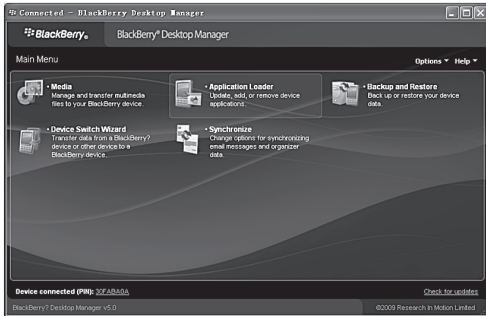 Connected - BlackBerry Desktop Manager
BlackBerry®
BlackBerry® Desktop Manager
Main Menu
Options Help
Media
Manage and transfer multimedia
files to your BlackBerry device.
Application Loader
Update, add, or remove device
applications.
Backup and Restore
Back up or restore your device
data.
Device Switch Wizard
Transfer data from a BlackBerry?
device or other device to a
BlackBerry device.
Synchronize
Change options for synchronizing
email messages and organizer
data.
Device connected (PIN): 30FABA0A
Check for updates
BlackBerry? Desktop Manager v5.0
©2009 Research In Motion Limited